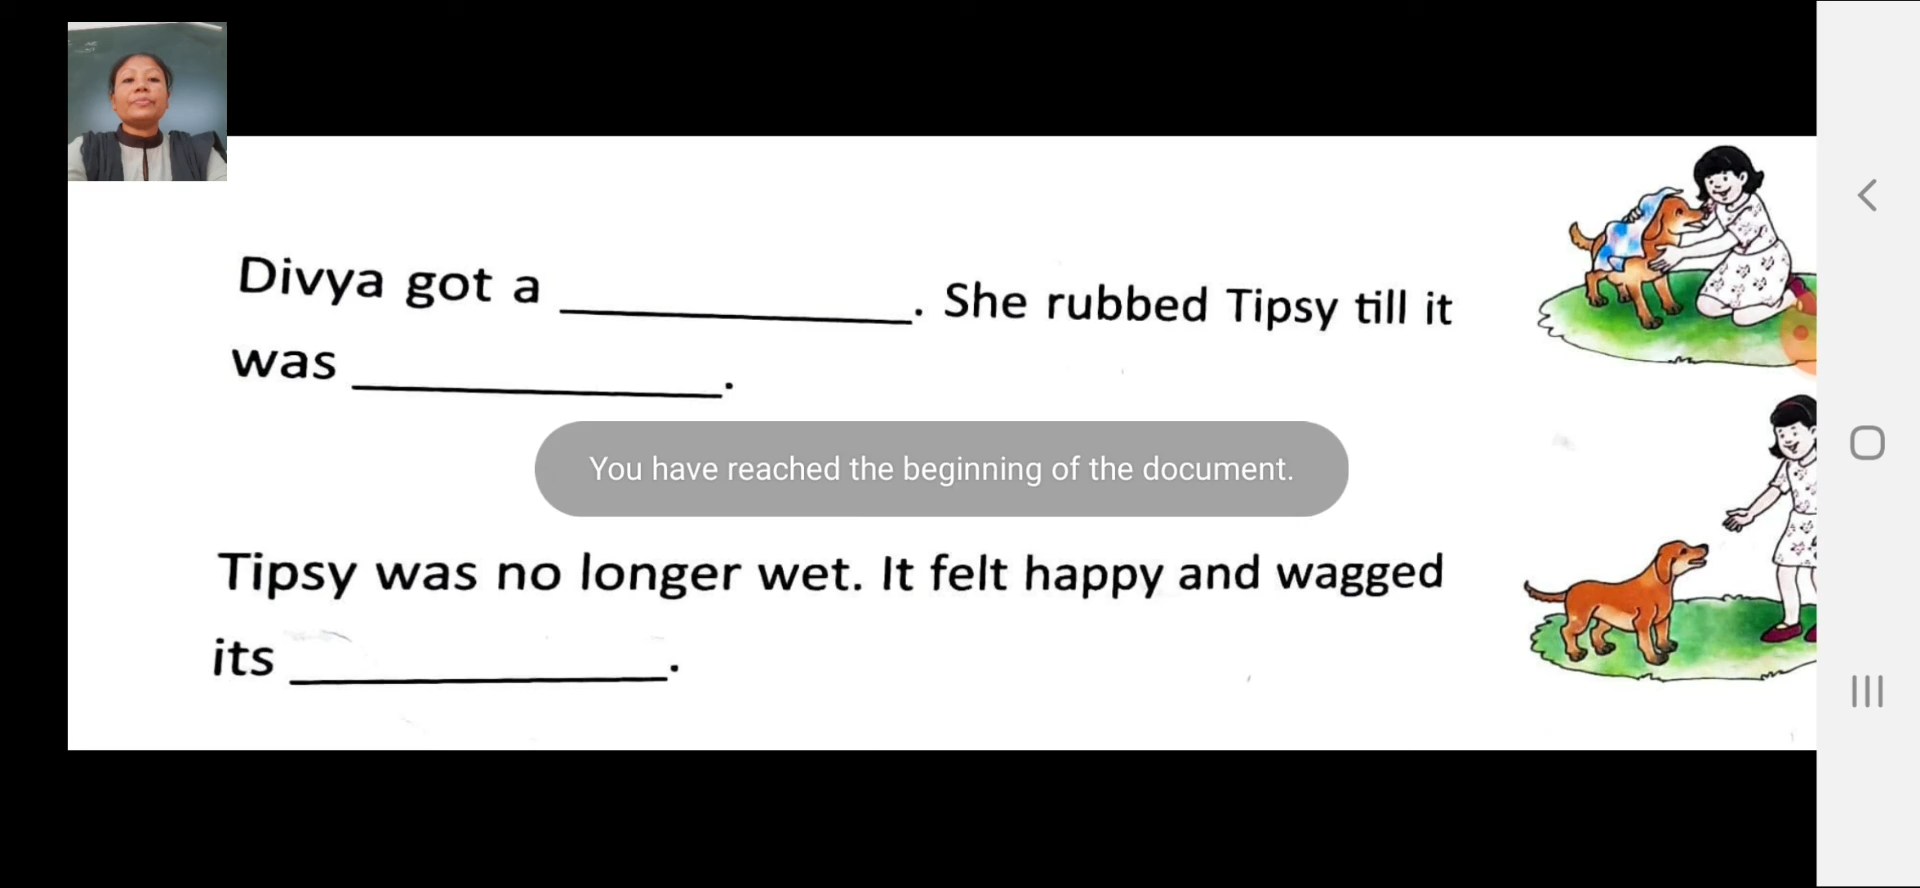 Divya got a ____________. She rubbed Tipsy till it
was ____________.
You have reached the beginning of the document.
Tipsy was no longer wet. It felt happy and wagged
its ____________.